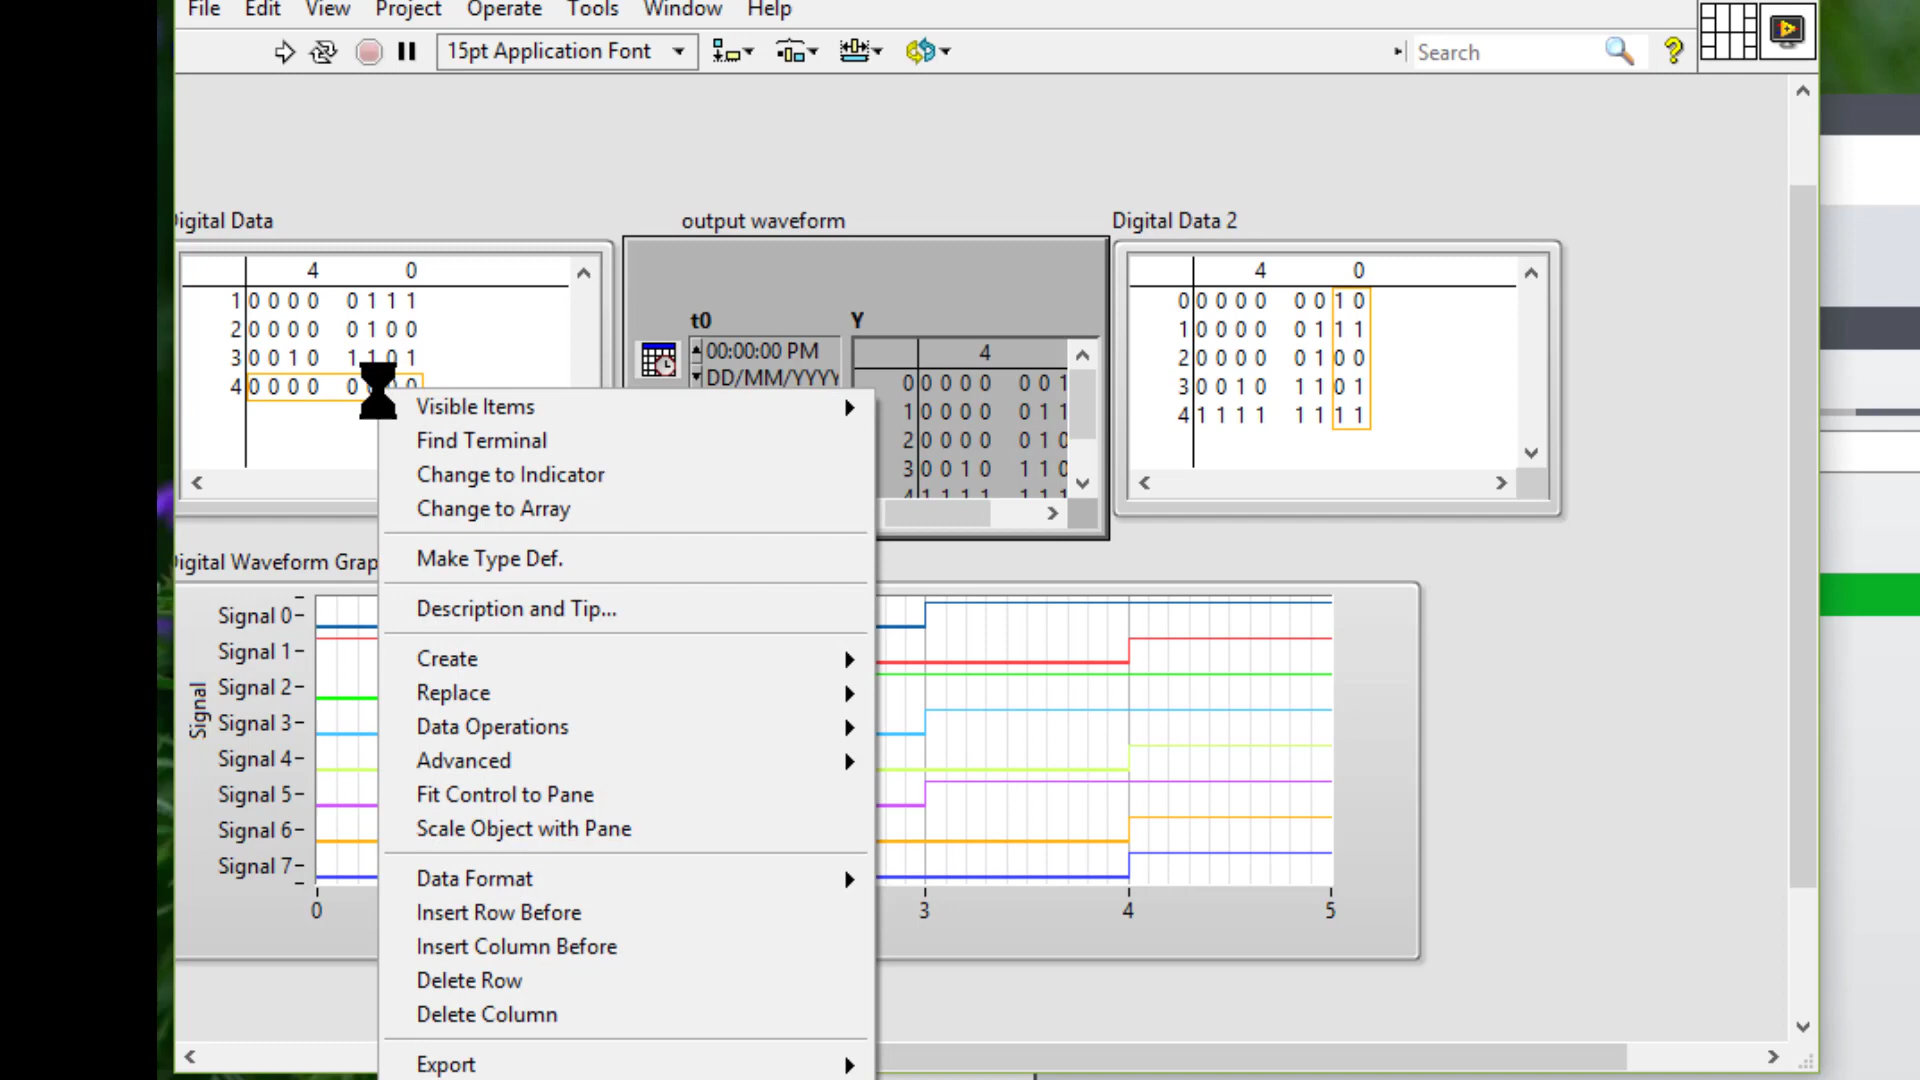 File Edit View Project Operate Tools Window Help
15pt Application Font
Search
?
igital Data
output waveform
Digital Data 2
4 0
1 0 0 0 0 0 1 1 1
2 0 0 0 0 0 1 0 0
3 0 0 1 0 1 1 0 1
4 0 0 0 0 0
t0
00:00:00 PM
DD/MM/YYYY
Y
4
0 0 0 0 0 0 0 1
1 0 0 0 0 0 1 1
2 0 0 0 0 0 1 0
3 0 0 1 0 1 1 0
4 1 1 1 1 1 1 1
4 0
0 0 0 0 0 0 0 1 0
1 0 0 0 0 0 1 1 1
2 0 0 0 0 0 1 0 0
3 0 0 1 0 1 1 0 1
4 1 1 1 1 1 1 1 1
Visible Items
Find Terminal
Change to Indicator
Change to Array
Make Type Def.
Description and Tip...
Create
Replace
Data Operations
Advanced
Fit Control to Pane
Scale Object with Pane
Data Format
Insert Row Before
Insert Column Before
Delete Row
Delete Column
Export
igital Waveform Grap
Signal
Signal 0
Signal 1
Signal 2
Signal 3
Signal 4
Signal 5
Signal 6
Signal 7
0 3 4 5